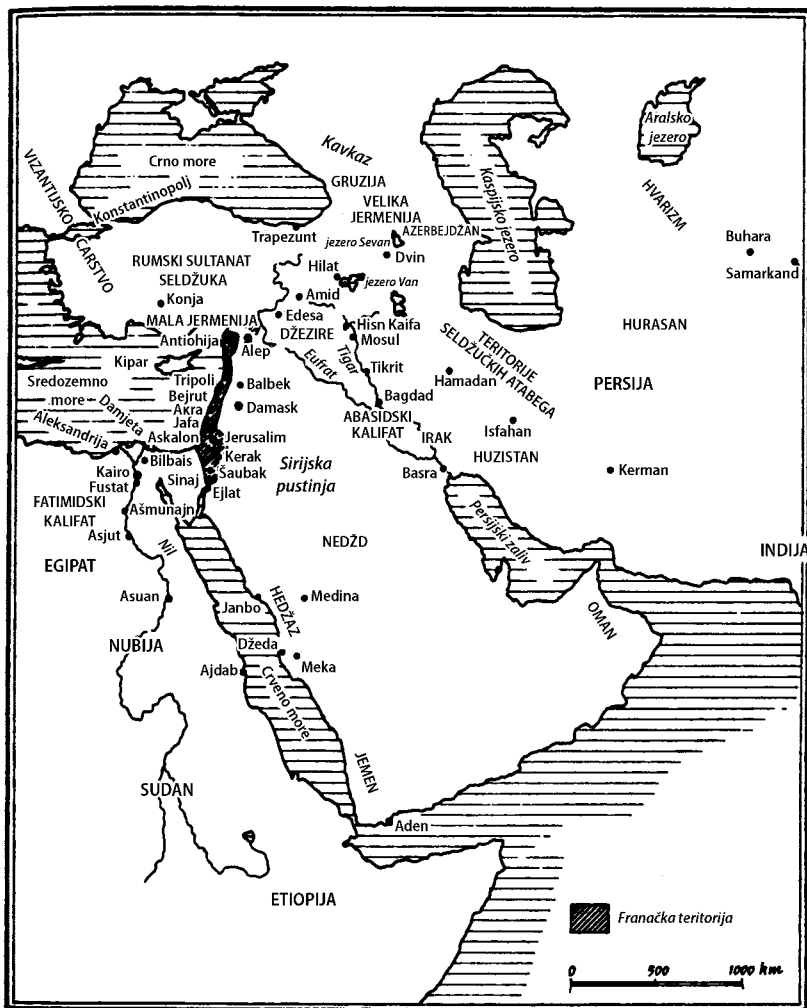 Aralsko
jezero
Kavkaz
Crno more
GRUZIJA
Kaspijsko jezero
VIZANTIJSKO
CARSTVO
Konstantinopolj
VELIKA
JERMENIJA
HVARIZM
Trapezunt
jezero Sevan
AZERBEJDŽAN
Dvin
Buhara
Samarkand
RUMSKI SULTANAT
SELDŽUKA
Hilat
jezero Van
Konja
Amid
MALA JERMENIJA
Edesa
DŽEZIRE
Hisn Kaifa
Mosul
HURASAN
Antiohija
Alep
TERITORIJE
SELDŽUČKIH ATABEGA
Kipar
Eufrat
Tigar
Tikrit
Hamadan
PERSIJA
Sredozemno
more
Tripoli
Bejrut
Akra
Jafa
Askalon
Balbek
Damask
Bagdad
ABASIDSKI
KALIFAT
IRAK
Isfahan
HUZISTAN
Damjeta
Aleksandrija
Jerusalim
Kerak
Šaubak
Ejlat
Bilbais
Kairo
Fustat
Sinaj
Sirijska
pustinja
Basra
Kerman
FATIMIDSKI
KALIFAT
Ašmunajn
Asjut
Nil
Persijski zaliv
NEDŽD
EGIPAT
INDIJA
Asuan
Janbo
HEDŽAZ
Medina
OMAN
NUBIJA
Džeda
Meka
Ajdab
Crveno more
JEMEN
SUDAN
Aden
ETIOPIJA
Franačka teritorija
0 500 1000 km